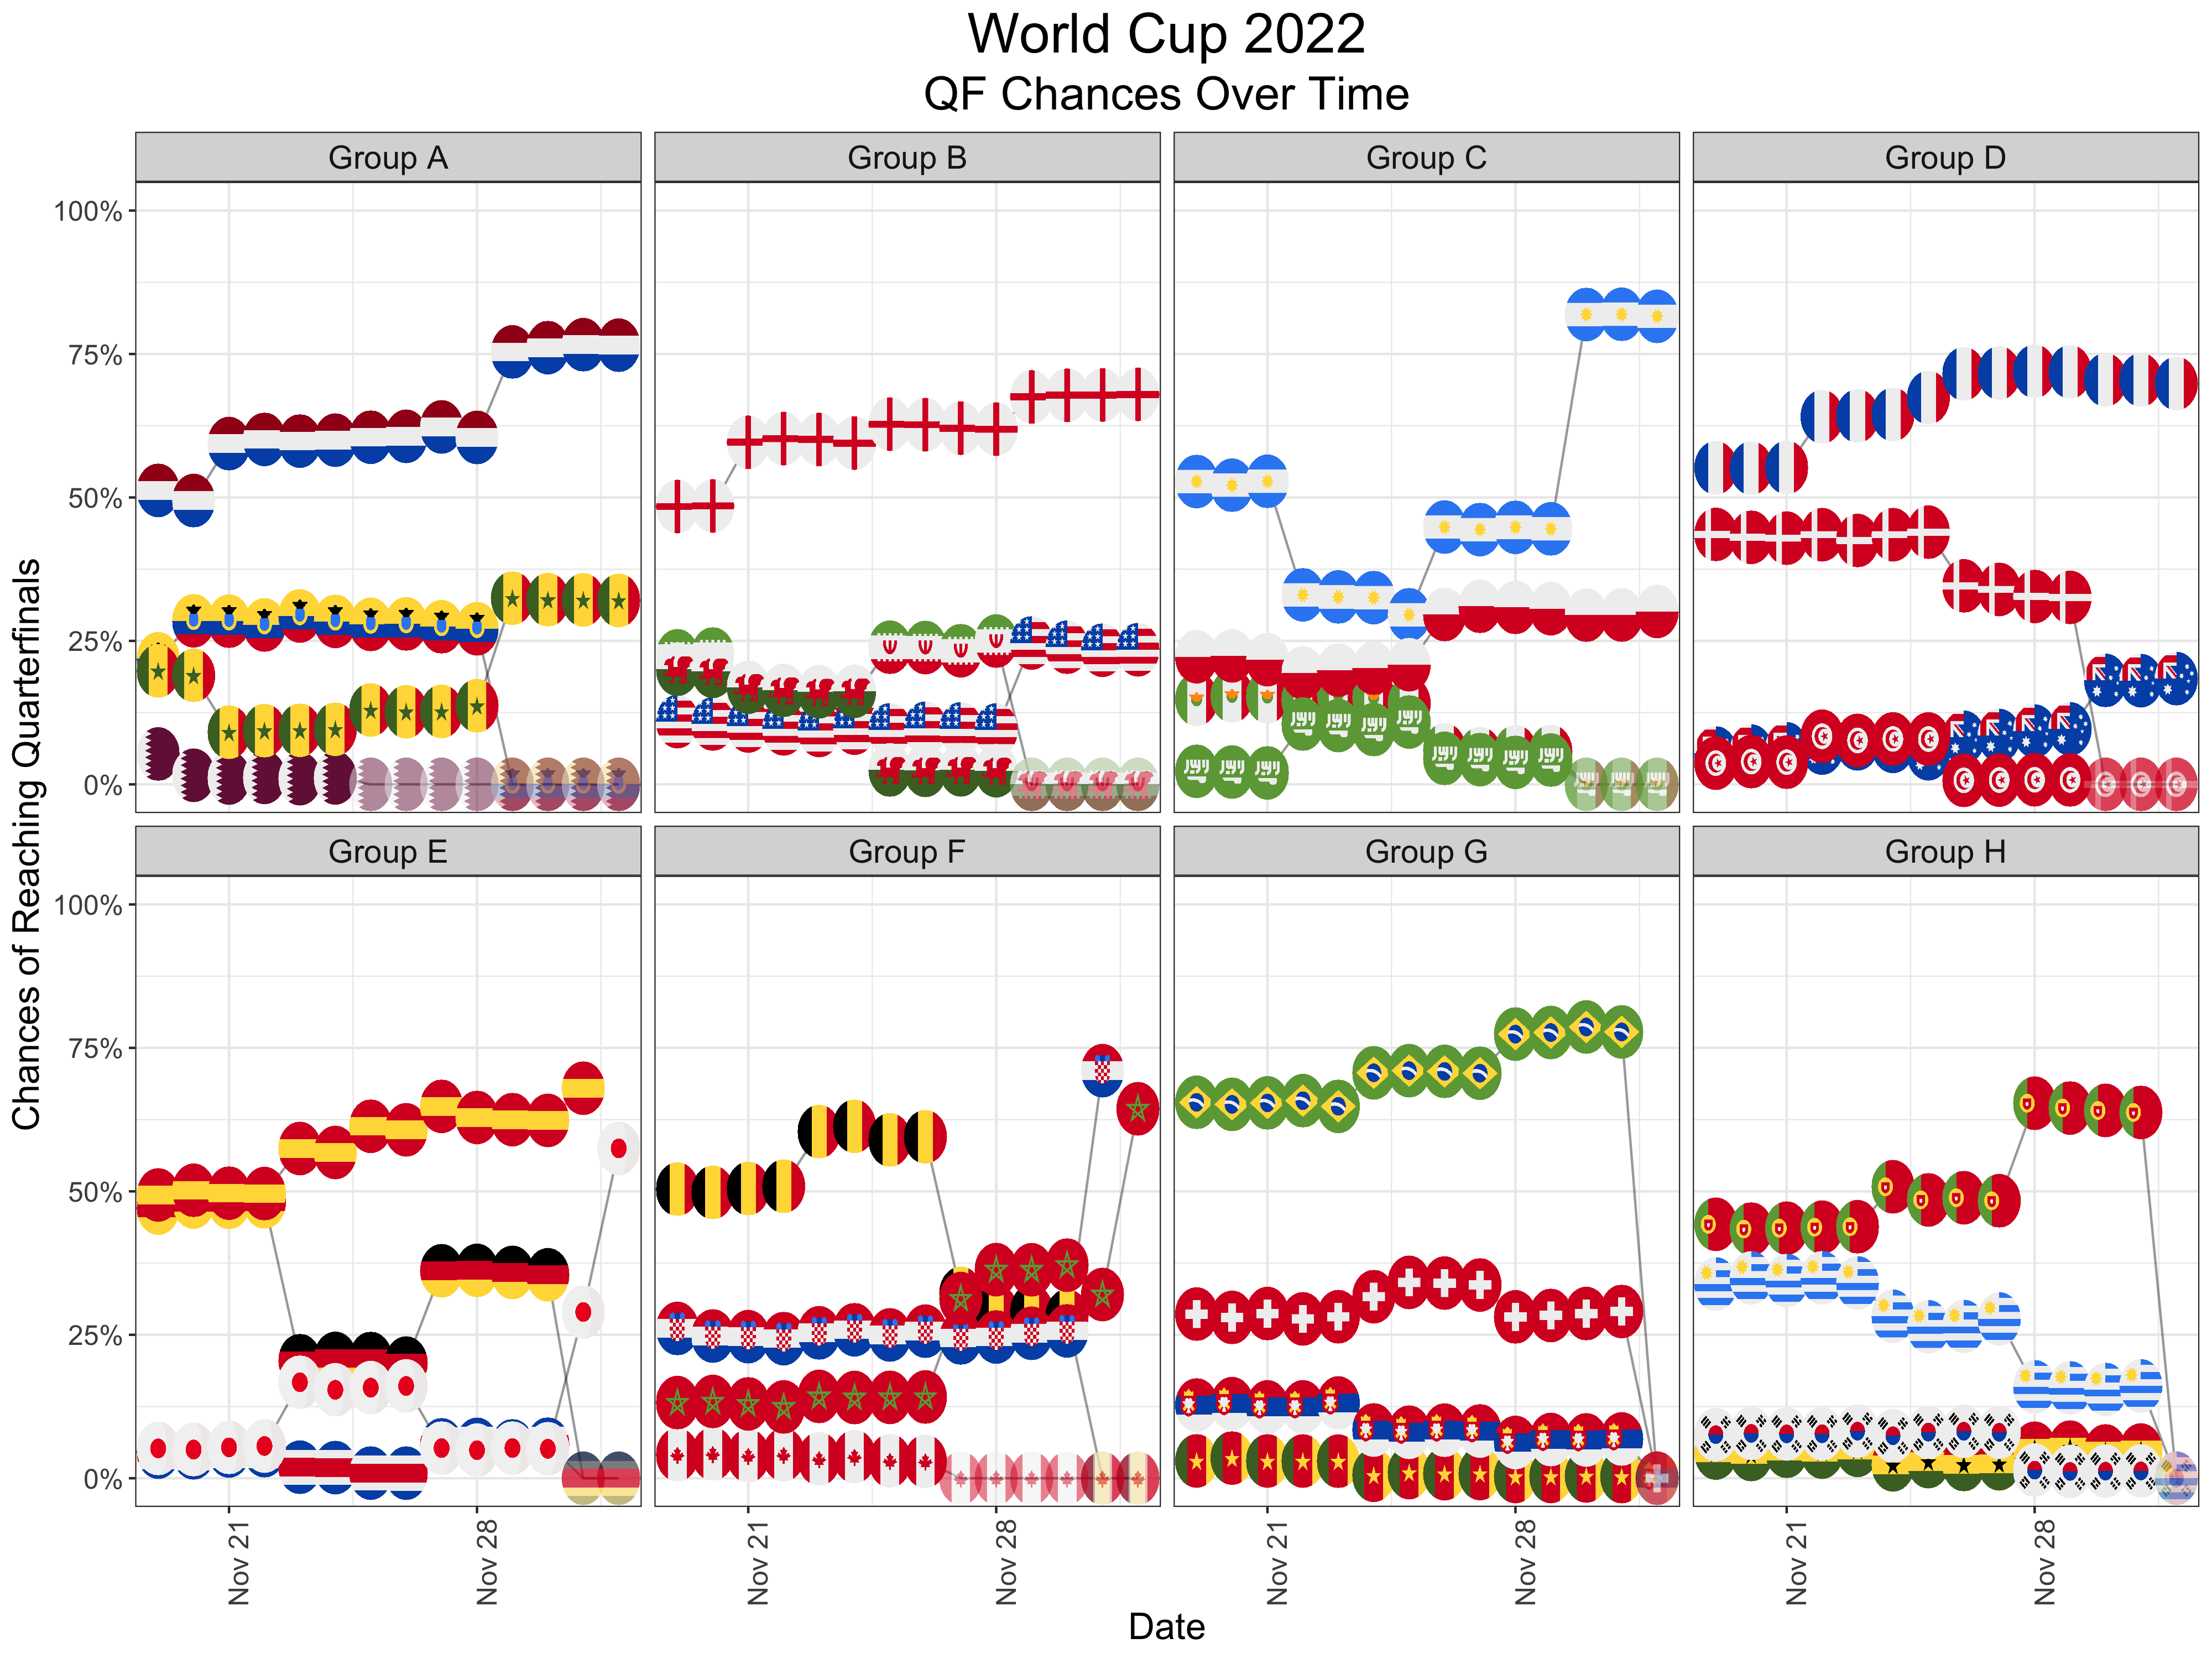 World Cup 2022
QF Chances Over Time
Group A
Group B
Group C
Group D
100%
75%
50%
25%
0%
Group E
Group F
Group G
Group H
100%
75%
50%
25%
0%
Chances of Reaching Quarterfinals
Nov 21
Nov 28
Nov 21
Nov 28
Nov 21
Nov 28
Nov 21
Nov 28
Date